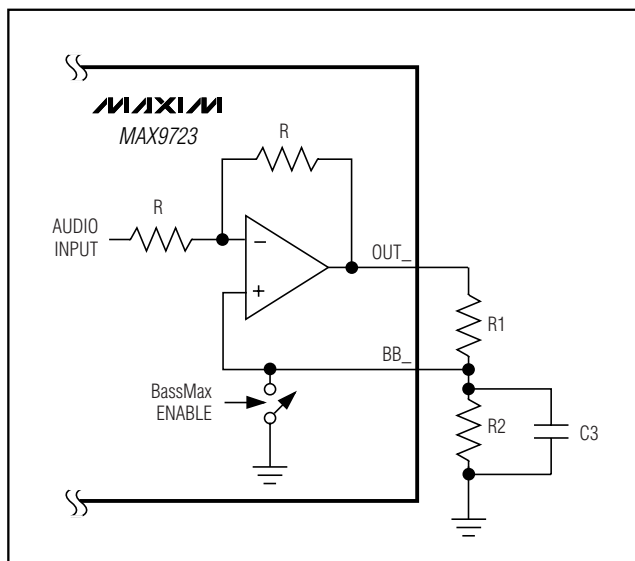 MAXIM
MAX9723
R
R
AUDIO
INPUT
−
+
OUT_
R1
BB_
BassMax
ENABLE
R2
C3